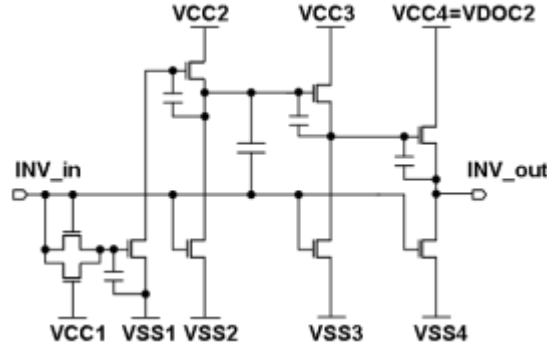 VCC2 VCC3 VCC4=VDOC2
INV_in INV_out
VCC1 VSS1 VSS2 VSS3 VSS4